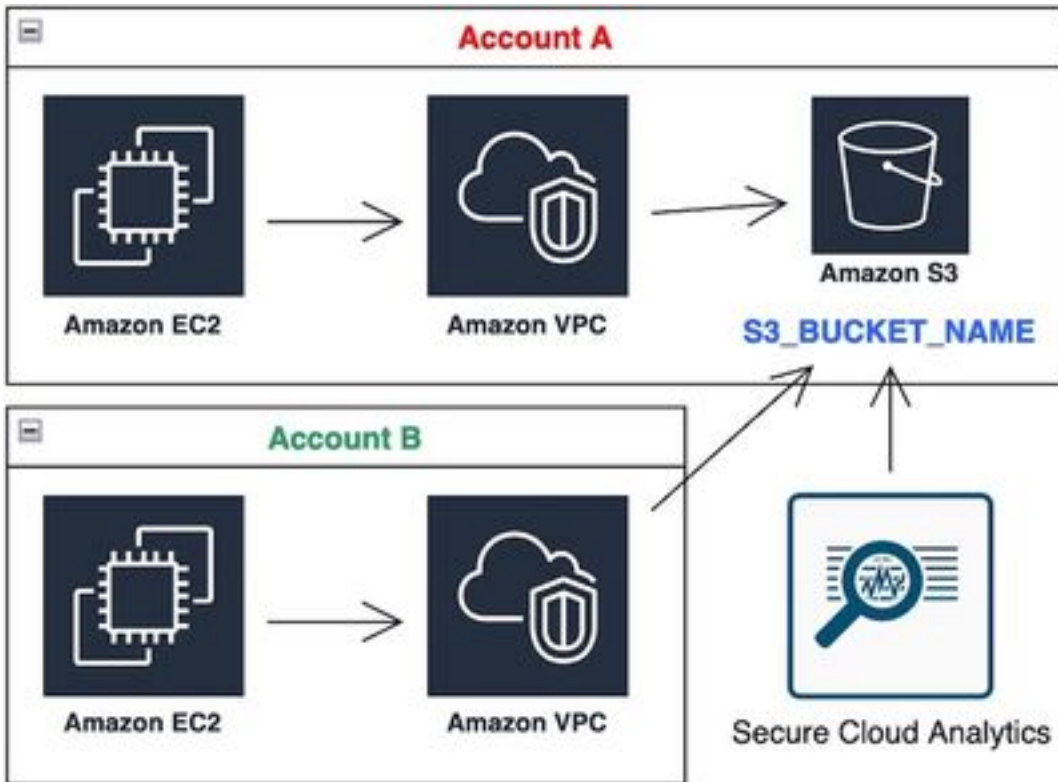 Account A
Amazon EC2
Amazon VPC
Amazon S3
S3_BUCKET_NAME
Account B
Amazon EC2
Amazon VPC
Secure Cloud Analytics